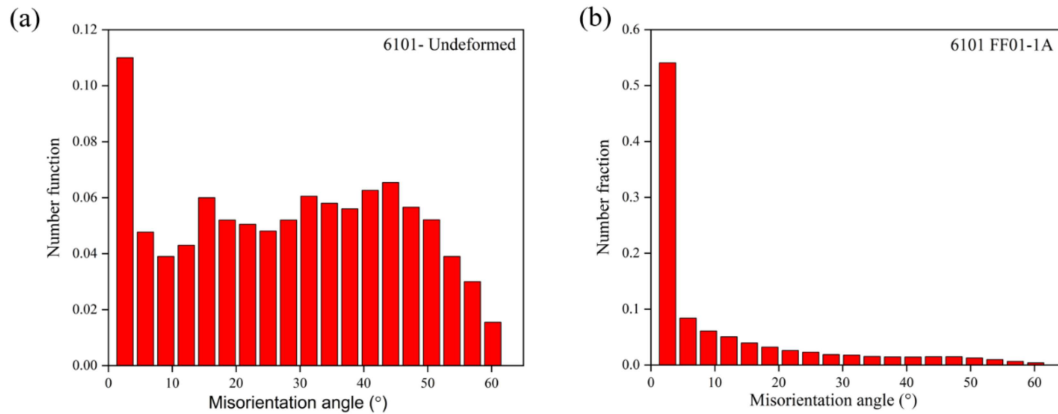 (a)
6101- Undeformed
Number function
0.12
0.10
0.08
0.06
0.04
0.02
0.00
0 10 20 30 40 50 60
Misorientation angle (°)
(b)
6101 FF01-1A
Number fraction
0.6
0.5
0.4
0.3
0.2
0.1
0.0
0 10 20 30 40 50 60
Misorientation angle (°)